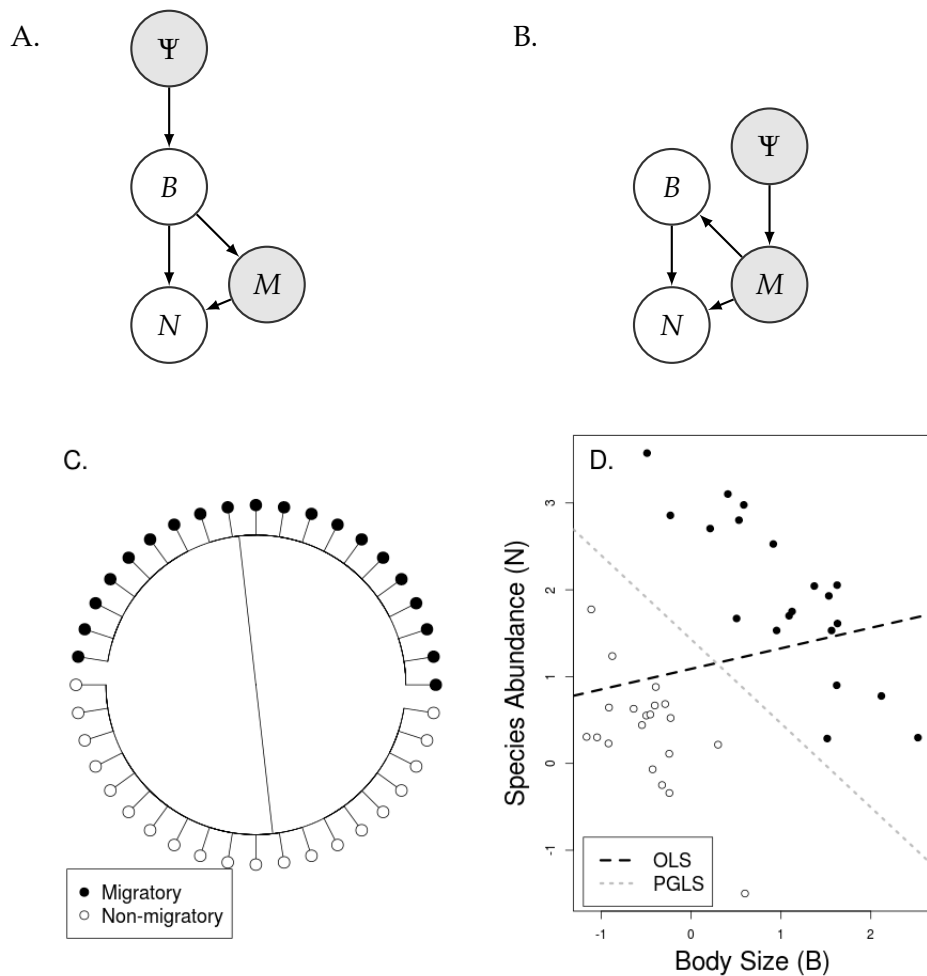 A.
Ψ
B
M
N
B.
Ψ
B
M
N
C.
Migratory
Non-migratory
D.
Species Abundance (N)
3
2
1
0
-1
OLS
PGLS
-1
0
1
2
Body Size (B)